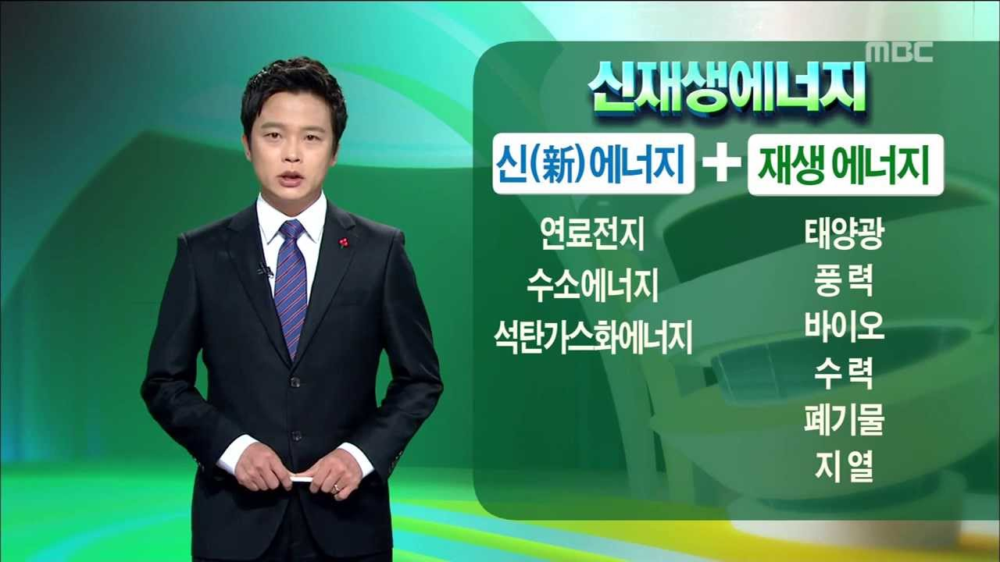 MBC
신재생에너지
신(新)에너지 + 재생 에너지
연료전지
수소에너지
석탄가스화에너지
태양광
풍력
바이오
수력
폐기물
지열